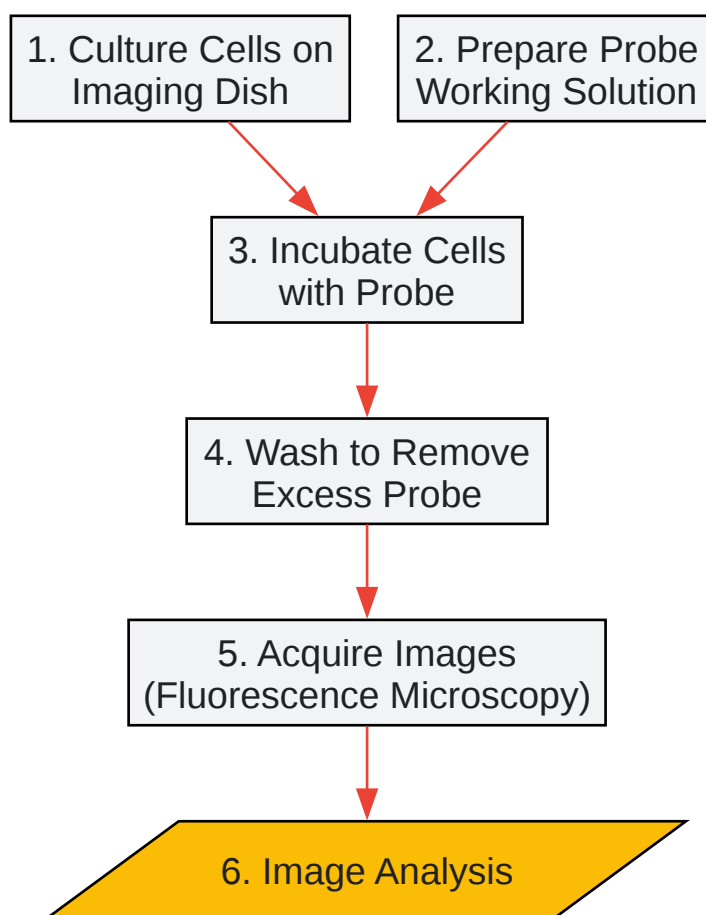 1. Culture Cells on
Imaging Dish
2. Prepare Probe
Working Solution
3. Incubate Cells
with Probe
4. Wash to Remove
Excess Probe
5. Acquire Images
(Fluorescence Microscopy)
6. Image Analysis